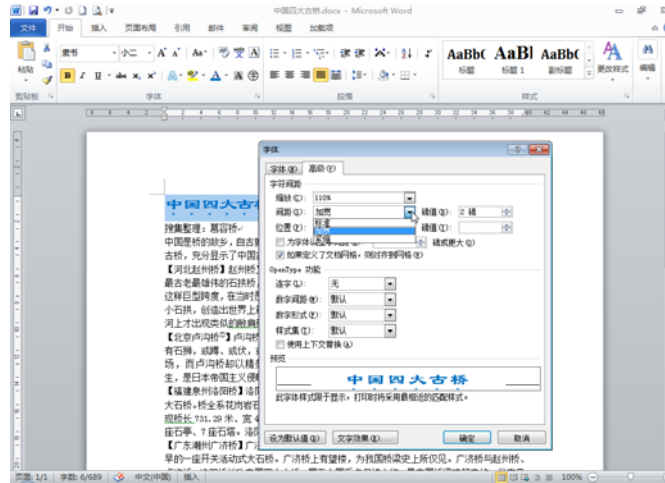 中国四大古桥.docx - Microsoft Word
文件 开始 插入 页面布局 引用 邮件 审阅 视图 加载项
隶书 小二
AaBbC AaBl AaBbC
粘贴 标题 标题 1 副标题 更改样式 编辑
剪贴板 字体 段落 样式
字体
字体(N) 高级(V)
字符间距
缩放(C): 110%
间距(S): 加宽 磅值(B): 2 磅
标准
加宽
位置(P): 磅值(Y):
磅或更大(O)
如果定义了文档网格，则对齐到网格(W)
OpenType 功能
连字(L): 无
数字间距(M): 默认
数字形式(F): 默认
样式集(T): 默认
使用上下文替换(A)
预览
中国四大古桥
此字体样式限于显示，打印时将采用最相近的匹配样式。
设为默认值(D) 文字效果(E)... 确定 取消
中国四大古
搜集整理：慕容桥
中国是桥的故乡，自古
古桥，充分显示了中国
【河北赵州桥】赵州桥
最古老最雄伟的石拱桥
这样巨型跨度，在当时
小石拱，创造出世界上
河上才出现类似的敞肩
【北京卢沟桥】卢沟桥
有石狮，或蹲、或伏，
场，而卢沟桥却以精
生，是日本帝国主义侵
【福建泉州洛阳桥】洛
大石桥。桥全系花岗岩石
现桥长 731.29 米、宽 4
座石亭、7 座石塔。洛阳
【广东潮州广济桥】广
早的一座开关活动式大石桥。广济桥上有望楼，为我国桥梁史上所仅见。广济桥与赵州桥、
页面: 1/1 字数: 6/689 中文(中国) 插入 100%